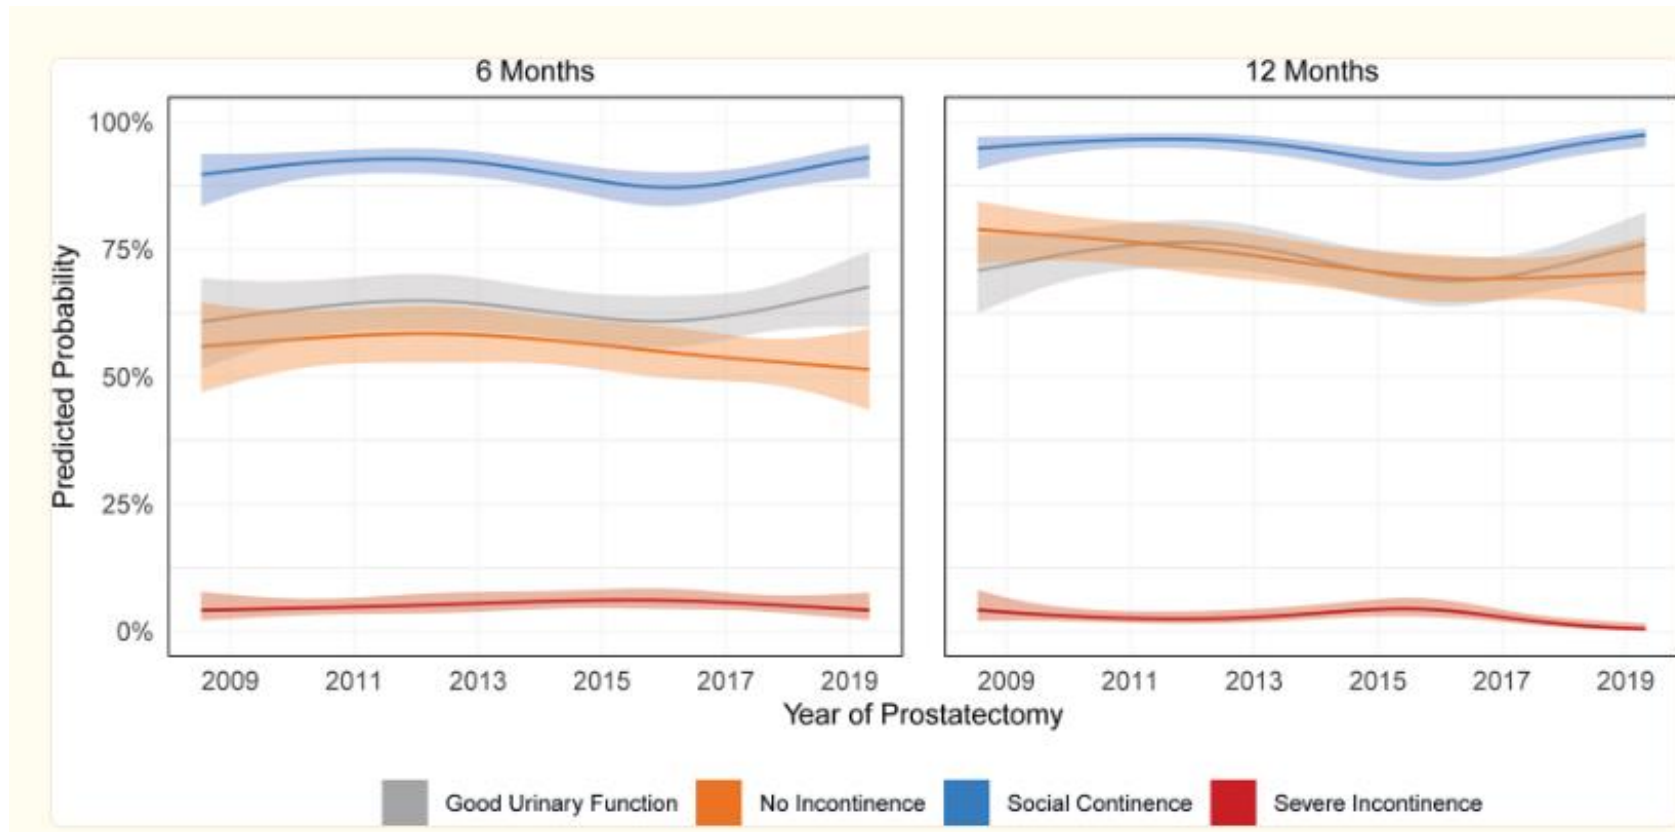 6 Months 12 Months
100%
75%
50%
25%
0%
Predicted Probability
2009 2011 2013 2015 2017 2019 2009 2011 2013 2015 2017 2019
Year of Prostatectomy
Good Urinary Function No Incontinence Social Continence Severe Incontinence